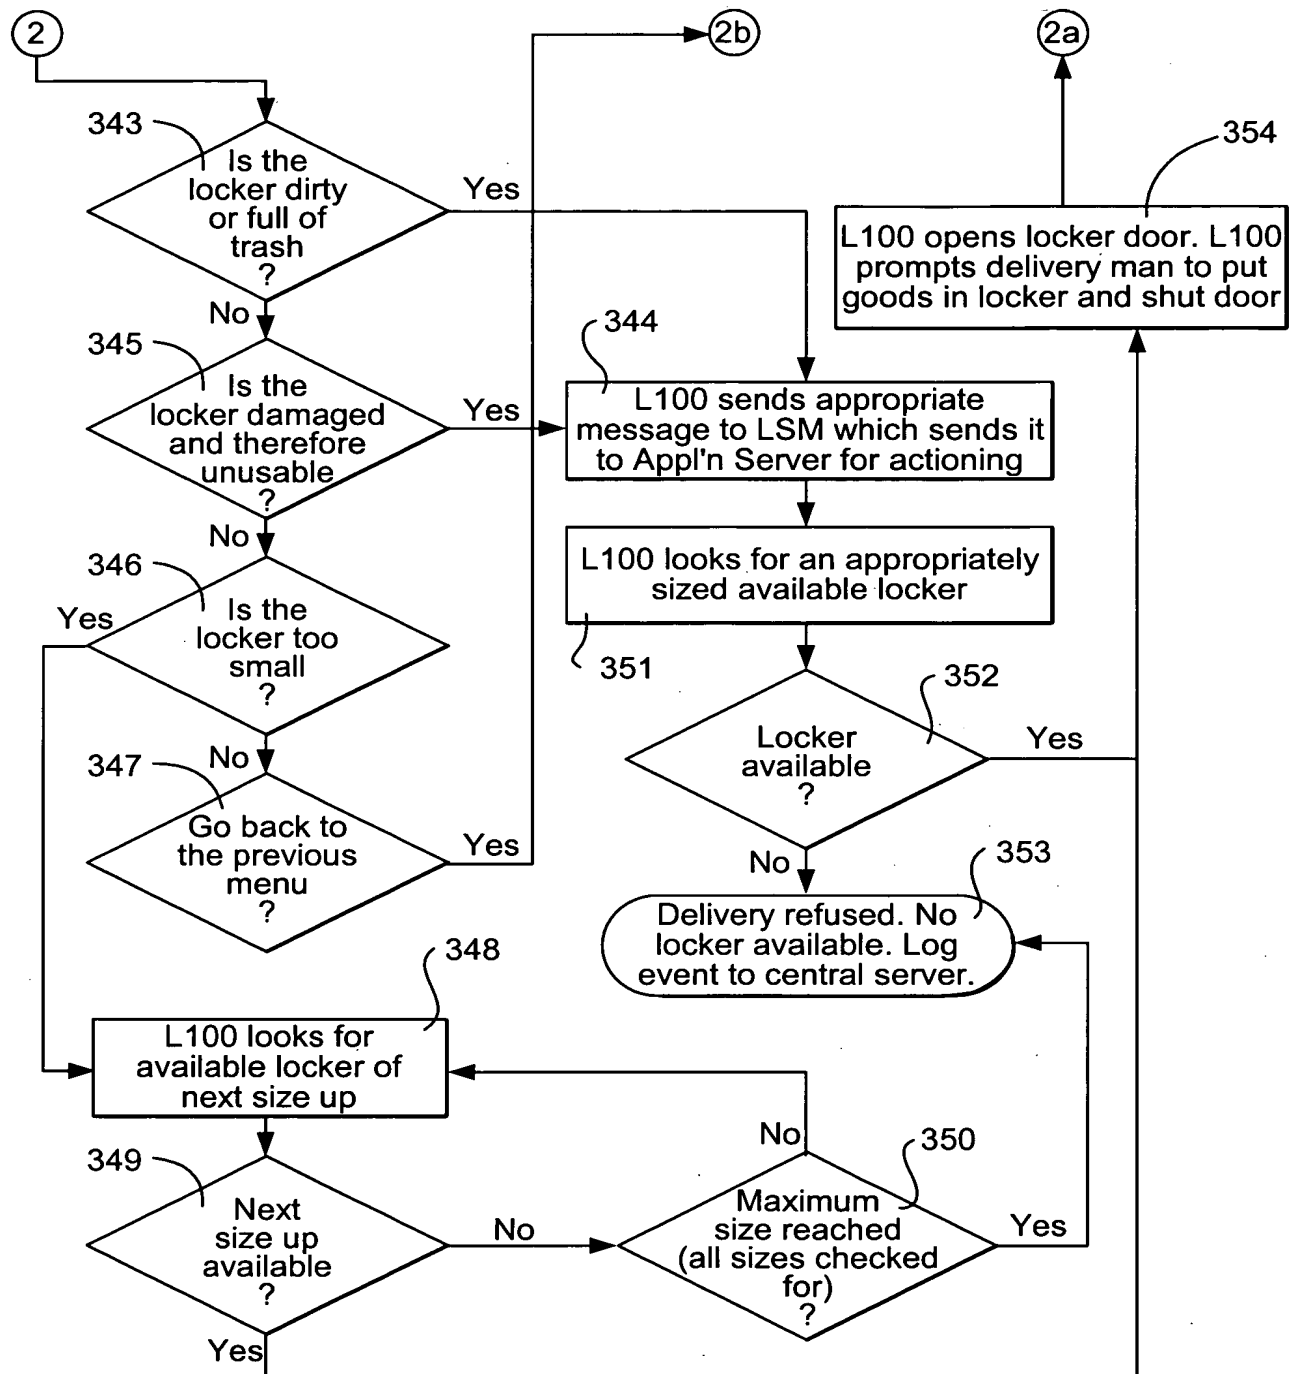 2
2b
2a
343
Is the
locker dirty
or full of
trash
?
Yes
No
354
L100 opens locker door. L100
prompts delivery man to put
goods in locker and shut door
345
Is the
locker damaged
and therefore
unusable
?
Yes
No
344
L100 sends appropriate
message to LSM which sends it
to Appl'n Server for actioning
346
Is the
locker too
small
?
Yes
No
L100 looks for an appropriately
sized available locker
351
352
Locker
available
?
Yes
No
347
Go back to
the previous
menu
?
Yes
353
Delivery refused. No
locker available. Log
event to central server.
348
L100 looks for
available locker of
next size up
349
Next
size up
available
?
No
Yes
350
Maximum
size reached
(all sizes checked
for)
?
No
Yes